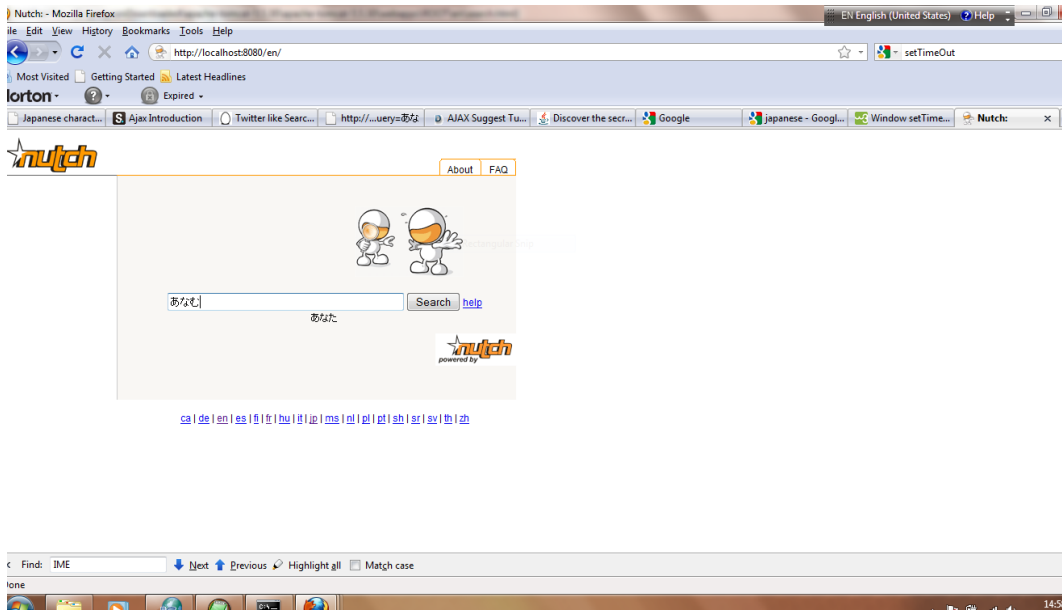 Nutch: - Mozilla Firefox
EN English (United States) Help
ile Edit View History Bookmarks Tools Help
http://localhost:8080/en/ setTimeOut
Most Visited Getting Started Latest Headlines
lorton Expired
Japanese charact... Ajax Introduction Twitter like Searc... http://...uery=あな AJAX Suggest Tu... Discover the secr... Google japanese - Googl... Window setTime... Nutch:
nutch
About FAQ
あなむ Search help
あなた
powered by nutch
ca | de | en | es | fi | fr | hu | it | jp | ms | nl | pl | pt | sh | sr | sv | th | zh
Find: IME Next Previous Highlight all Match case
one